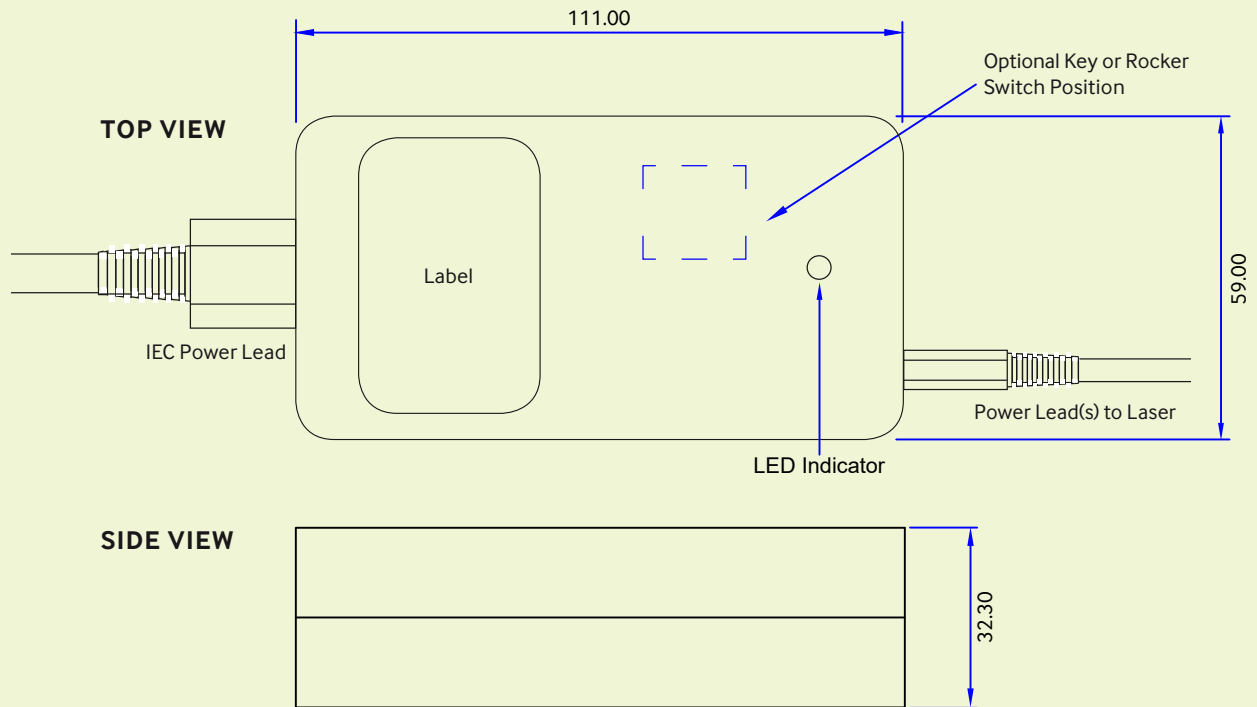 111.00
Optional Key or Rocker
Switch Position
TOP VIEW
59.00
Label
IEC Power Lead
Power Lead(s) to Laser
LED Indicator
SIDE VIEW
32.30